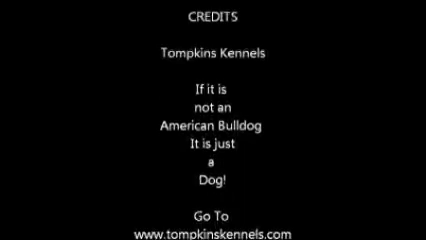 CREDITS
Tompkins Kennels
If it is
not an
American Bulldog
It is just
a
Dog!
Go To
www.tompkinskennels.com